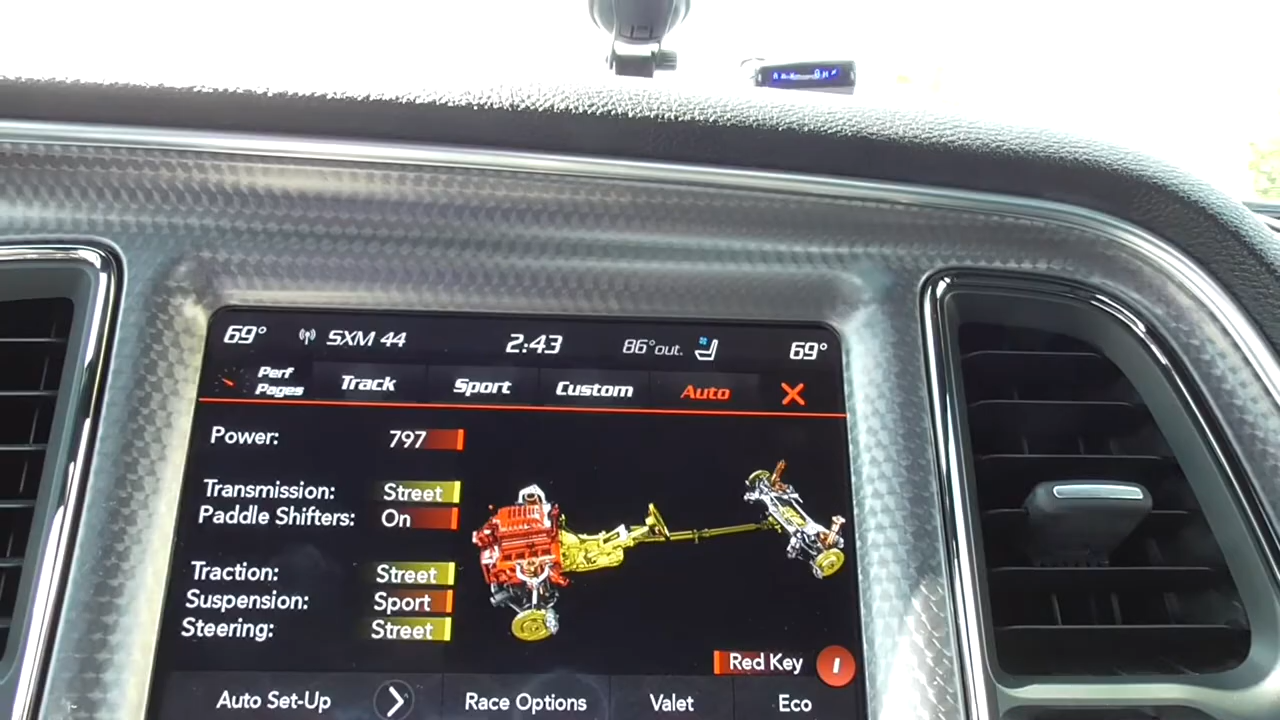 69° SXM 44 2:43 86°out. 69°
Perf Pages Track Sport Custom Auto X
Power: 797
Transmission: Street
Paddle Shifters: On
Traction: Street
Suspension: Sport
Steering: Street
Red Key
Auto Set-Up Race Options Valet Eco